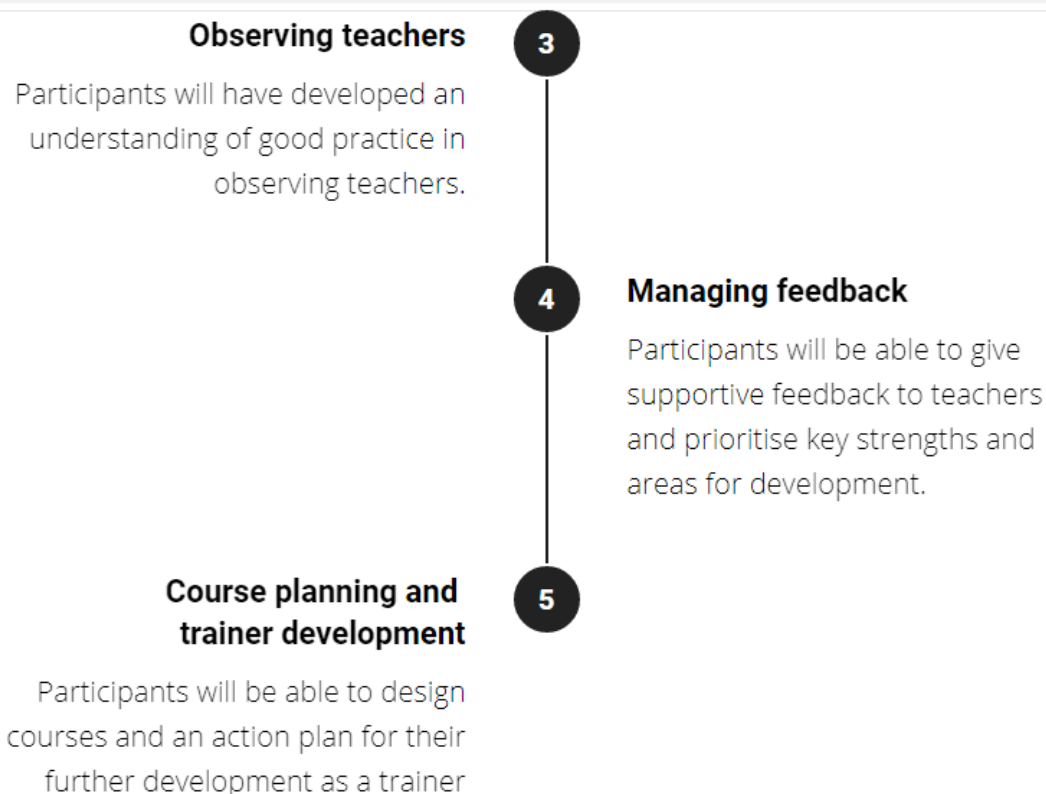 Observing teachers
3
Participants will have developed an
understanding of good practice in
observing teachers.
4
Managing feedback
Participants will be able to give
supportive feedback to teachers
and prioritise key strengths and
areas for development.
Course planning and
trainer development
5
Participants will be able to design
courses and an action plan for their
further development as a trainer